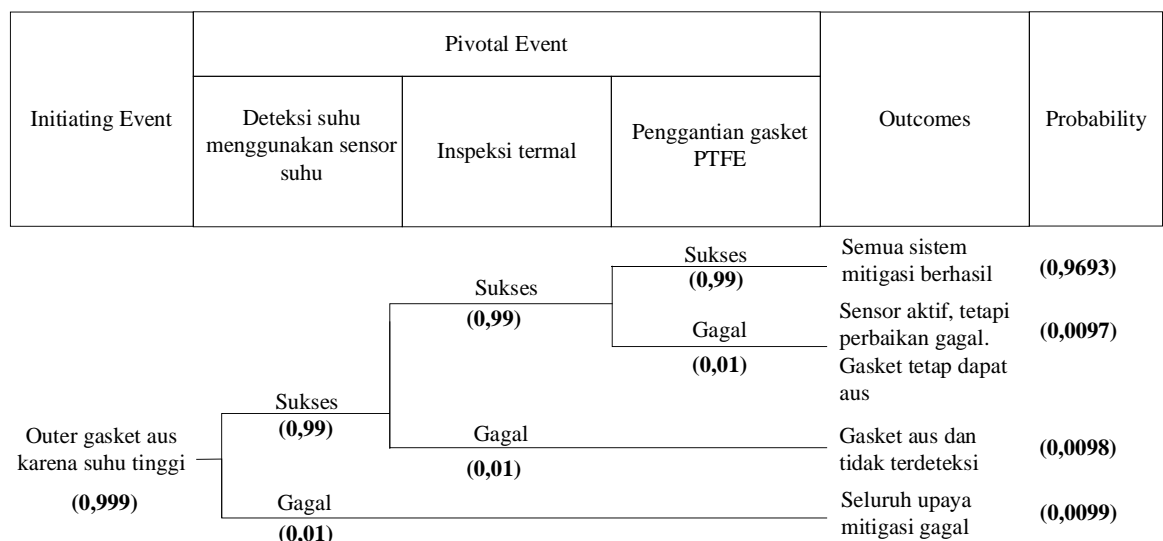 Pivotal Event
Initiating Event
Deteksi suhu
menggunakan sensor
suhu
Inspeksi termal
Penggantian gasket
PTFE
Outcomes
Probability
Sukses
(0,99)
Semua sistem
mitigasi berhasil
(0,9693)
Sukses
(0,99)
Gagal
(0,01)
Sensor aktif, tetapi
perbaikan gagal.
Gasket tetap dapat
aus
(0,0097)
Sukses
(0,99)
Gagal
(0,01)
Gasket aus dan
tidak terdeteksi
(0,0098)
Outer gasket aus
karena suhu tinggi
(0,999)
Gagal
(0,01)
Seluruh upaya
mitigasi gagal
(0,0099)